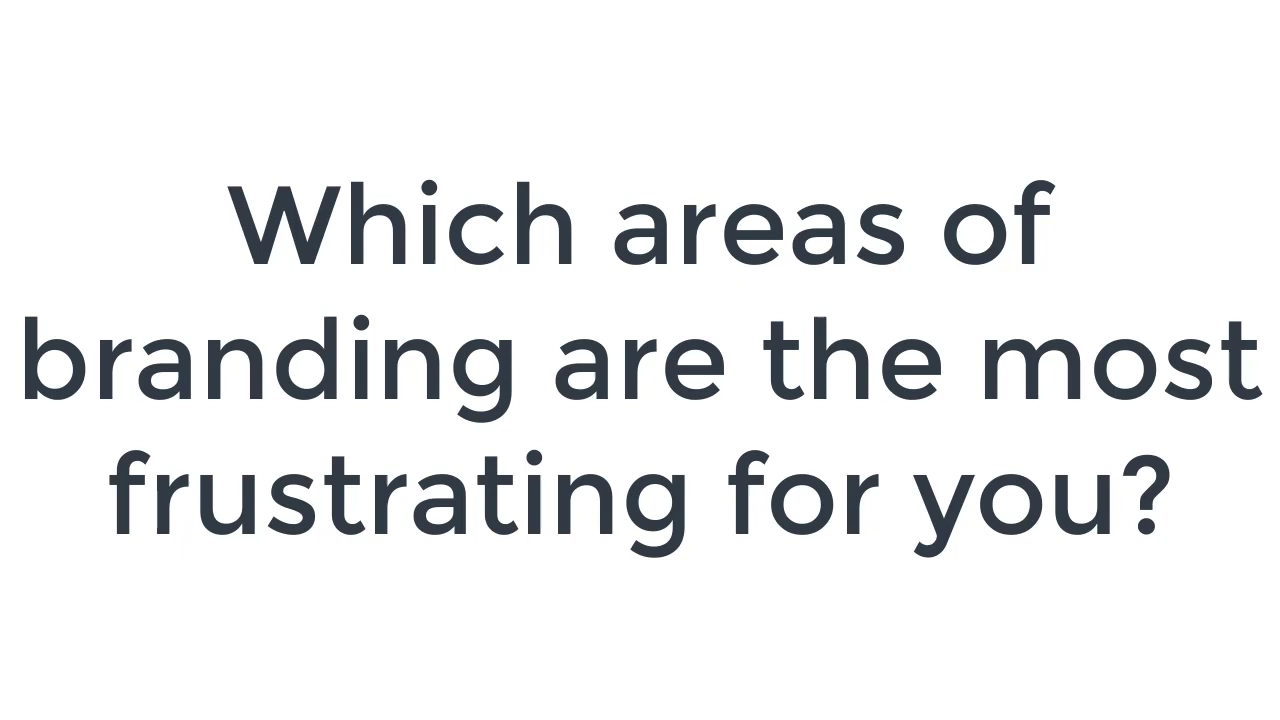 Which areas of
branding are the most
frustrating for you?